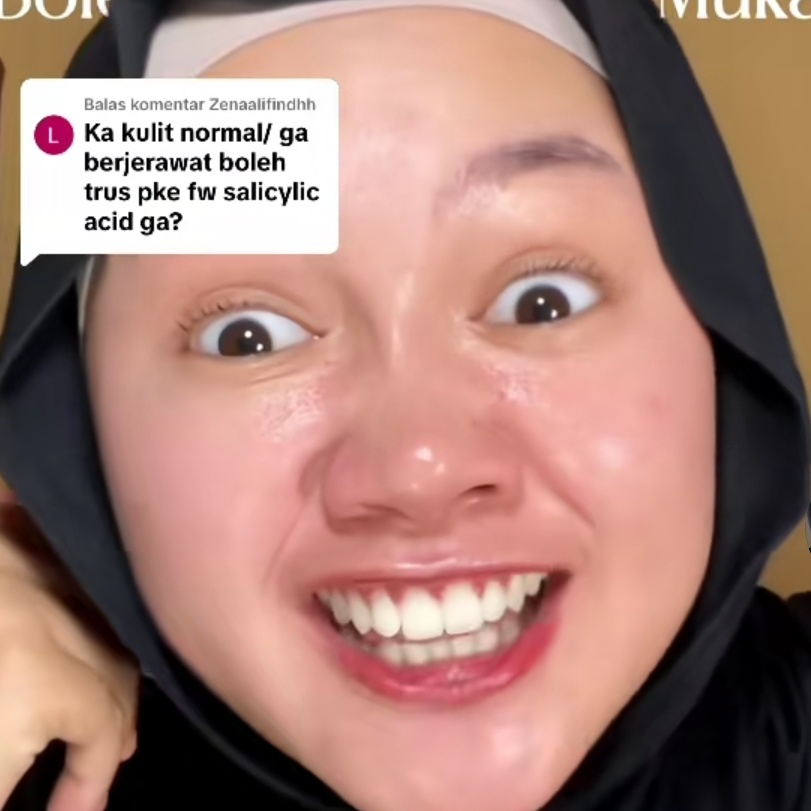 Balas komentar Zenaalifindhh
L
Ka kulit normal/ ga
berjerawat boleh
trus pke fw salicylic
acid ga?